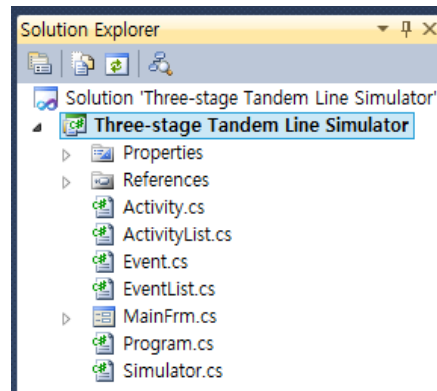 Solution Explorer
Solution 'Three-stage Tandem Line Simulator'
Three-stage Tandem Line Simulator
Properties
References
Activity.cs
ActivityList.cs
Event.cs
EventList.cs
MainFrm.cs
Program.cs
Simulator.cs